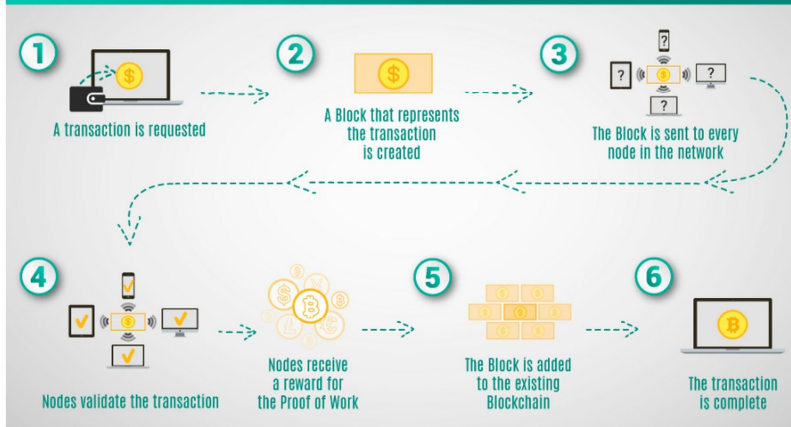 1
A transaction is requested
2
A Block that represents
the transaction
is created
3
?
?
?
?
The Block is sent to every
node in the network
4
Nodes validate the transaction
Nodes receive
a reward for
the Proof of Work
5
The Block is added
to the existing
Blockchain
6
The transaction
is complete